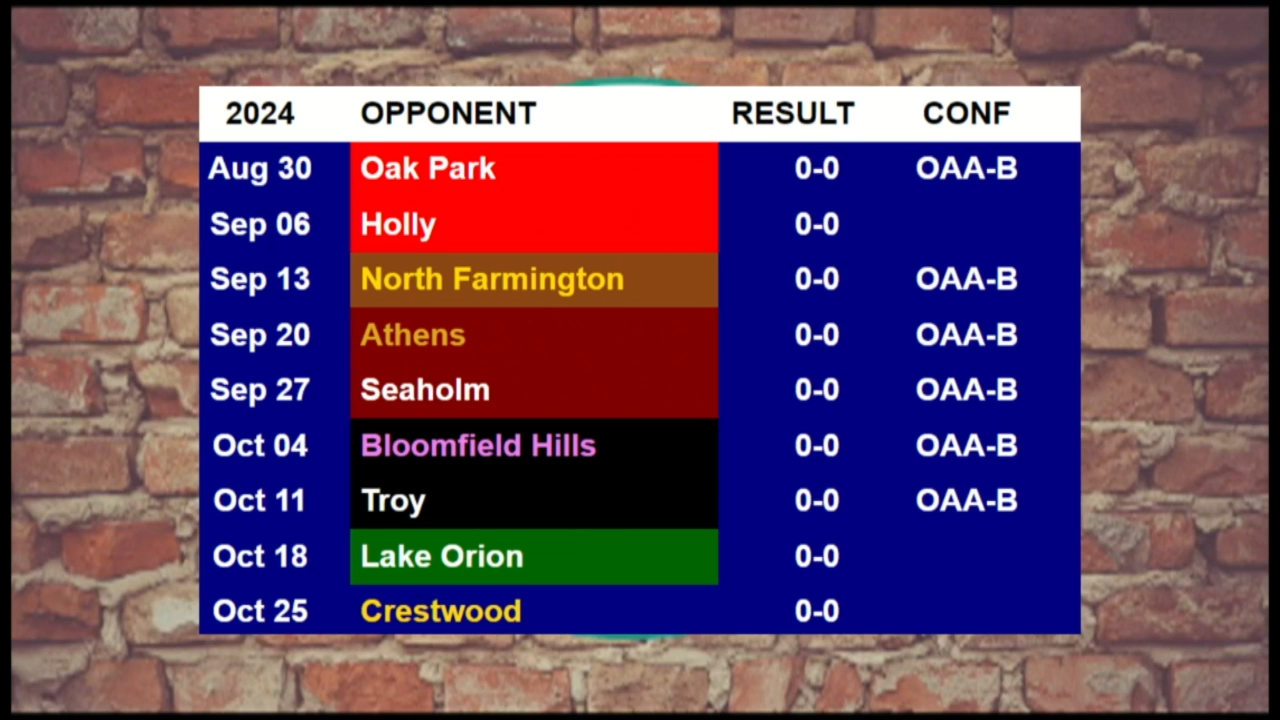 2024 OPPONENT RESULT CONF
Aug 30 Oak Park 0-0 OAA-B
Sep 06 Holly 0-0
Sep 13 North Farmington 0-0 OAA-B
Sep 20 Athens 0-0 OAA-B
Sep 27 Seaholm 0-0 OAA-B
Oct 04 Bloomfield Hills 0-0 OAA-B
Oct 11 Troy 0-0 OAA-B
Oct 18 Lake Orion 0-0
Oct 25 Crestwood 0-0